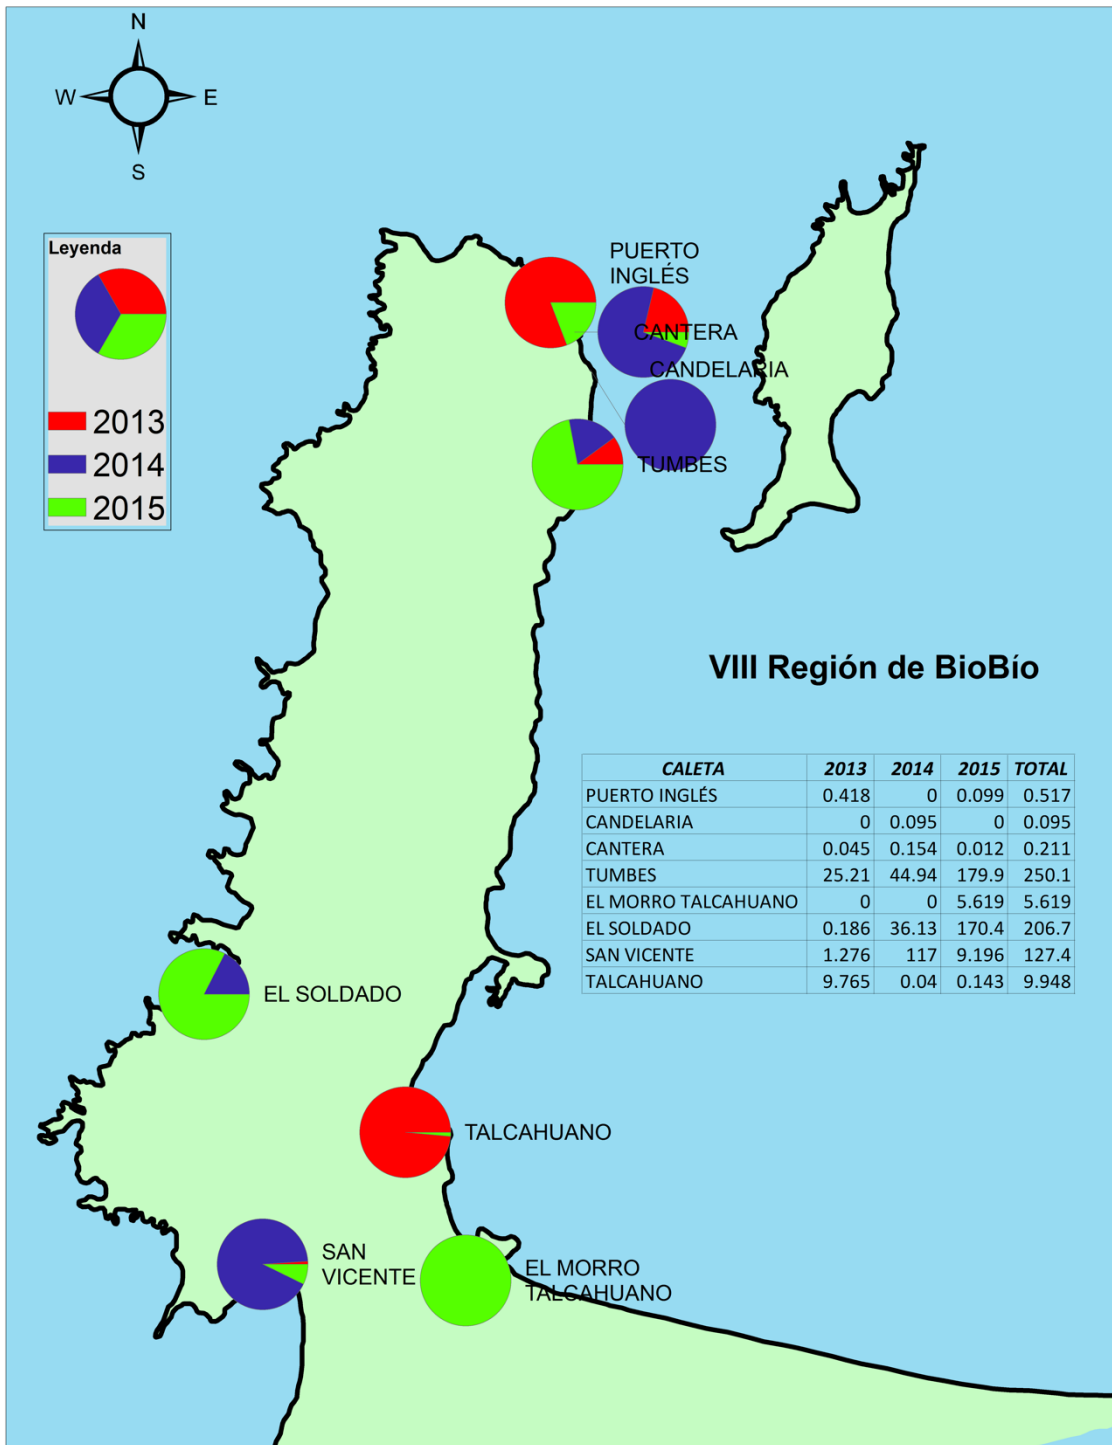 N
W E
S
Leyenda
2013
2014
2015
PUERTO
INGLÉS
CANTERA
CANDELARIA
TUMBES
VIII Región de BioBío
CALETA 2013 2014 2015 TOTAL
PUERTO INGLÉS 0.418 0 0.099 0.517
CANDELARIA 0 0.095 0 0.095
CANTERA 0.045 0.154 0.012 0.211
TUMBES 25.21 44.94 179.9 250.1
EL MORRO TALCAHUANO 0 0 5.619 5.619
EL SOLDADO 0.186 36.13 170.4 206.7
SAN VICENTE 1.276 117 9.196 127.4
TALCAHUANO 9.765 0.04 0.143 9.948
EL SOLDADO
TALCAHUANO
SAN
VICENTE
EL MORRO
TALCAHUANO